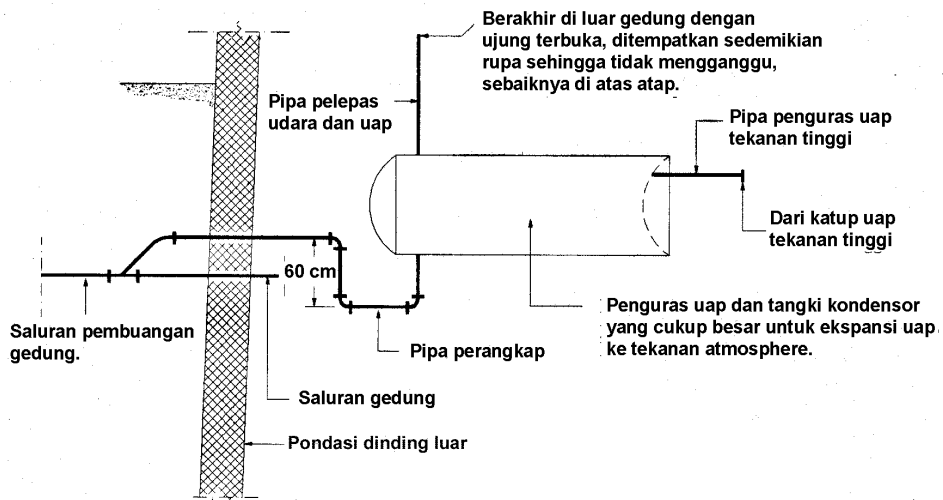 Berakhir di luar gedung dengan
ujung terbuka, ditempatkan sedemikian
rupa sehingga tidak mengganggu,
sebaiknya di atas atap.
Pipa pelepas
udara dan uap
Pipa penguras uap
tekanan tinggi
Dari katup uap
tekanan tinggi
60 cm
Saluran pembuangan
gedung.
Pipa perangkap
Penguras uap dan tangki kondensor
yang cukup besar untuk ekspansi uap
ke tekanan atmosphere.
Saluran gedung
Pondasi dinding luar